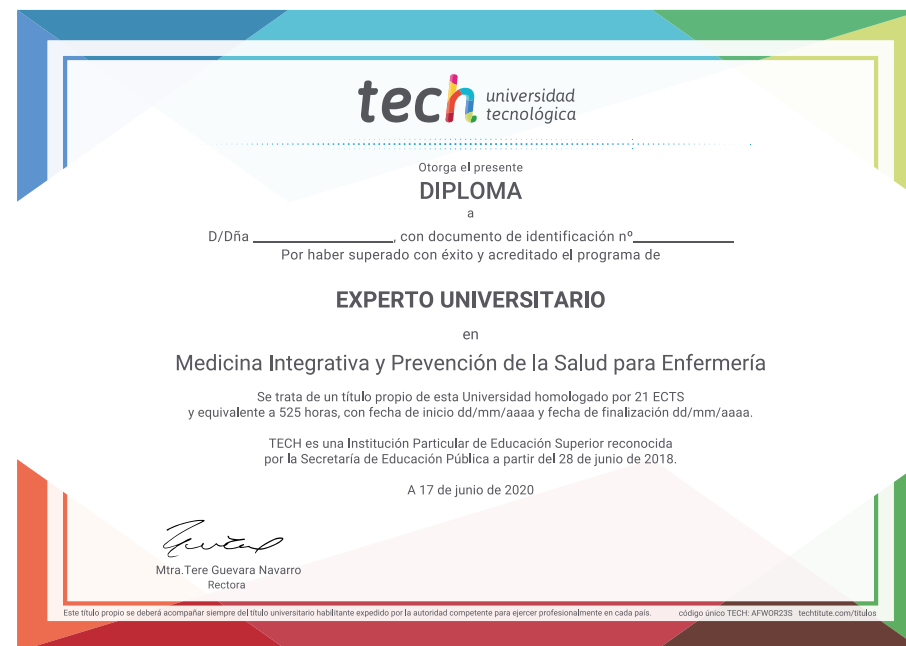 tech universidad
tecnológica
Otorga el presente
DIPLOMA
a
D/Dña ____________________, con documento de identificación nº______________
Por haber superado con éxito y acreditado el programa de
EXPERTO UNIVERSITARIO
en
Medicina Integrativa y Prevención de la Salud para Enfermería
Se trata de un título propio de esta Universidad homologado por 21 ECTS
y equivalente a 525 horas, con fecha de inicio dd/mm/aaaa y fecha de finalización dd/mm/aaaa.
TECH es una Institución Particular de Educación Superior reconocida
por la Secretaría de Educación Pública a partir del 28 de junio de 2018.
A 17 de junio de 2020
Mtra.Tere Guevara Navarro
Rectora
Este título propio se deberá acompañar siempre del título universitario habilitante expedido por la autoridad competente para ejercer profesionalmente en cada país. código único TECH: AFWOR23S techtitute.com/titulos